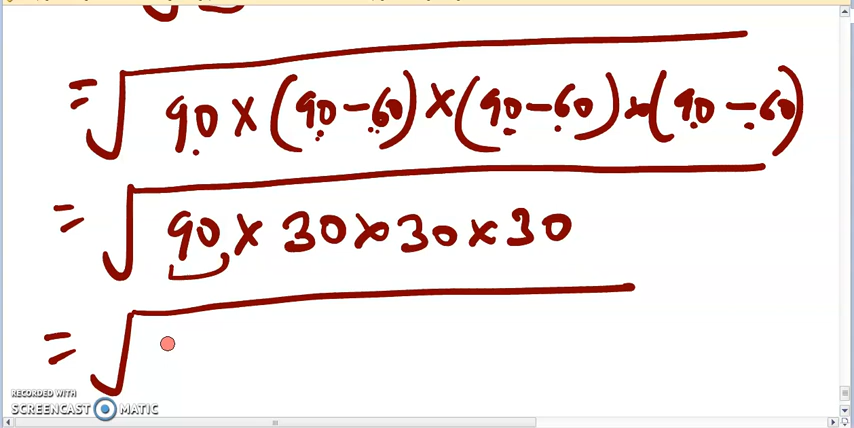 = √90 × (90 − 60) × (90 − 60) × (90 − 60)
= √90 × 30 × 30 × 30
= √
RECORDED WITH
SCREENCAST O MATIC